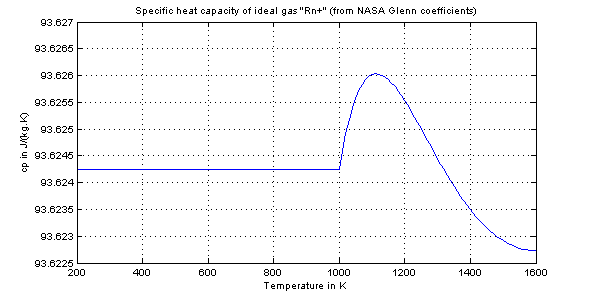 Specific heat capacity of ideal gas "Rn+" (from NASA Glenn coefficients)
93.627
93.6265
93.626
93.6255
93.625
93.6245
93.624
93.6235
93.623
93.6225
cp in J/(kg.K)
200 400 600 800 1000 1200 1400 1600
Temperature in K